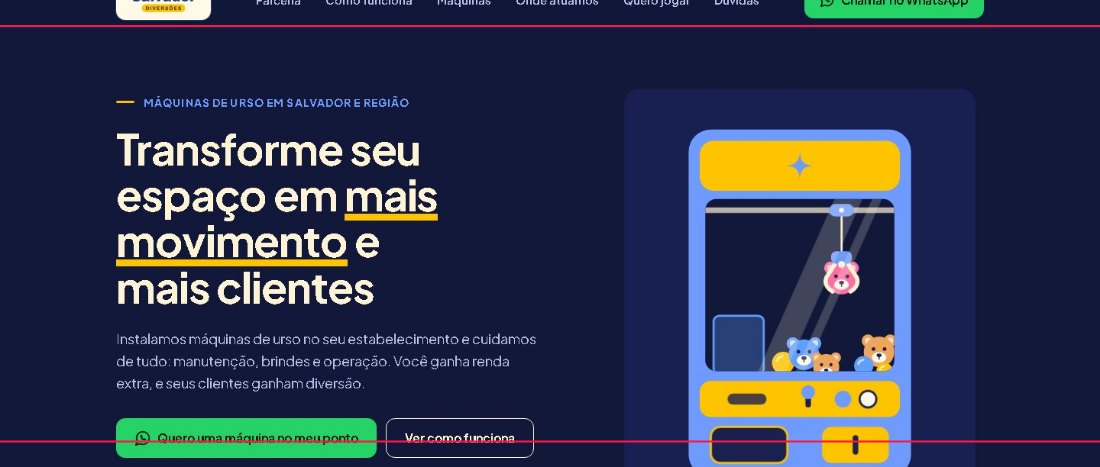 Salvador
DIVERSÕES
Parceria Como funciona Máquinas Onde atuamos Quero jogar Dúvidas Chamar no WhatsApp
MÁQUINAS DE URSO EM SALVADOR E REGIÃO
Transforme seu
espaço em mais
movimento e
mais clientes
Instalamos máquinas de urso no seu estabelecimento e cuidamos
de tudo: manutenção, brindes e operação. Você ganha renda
extra, e seus clientes ganham diversão.
Quero uma máquina no meu ponto Ver como funciona